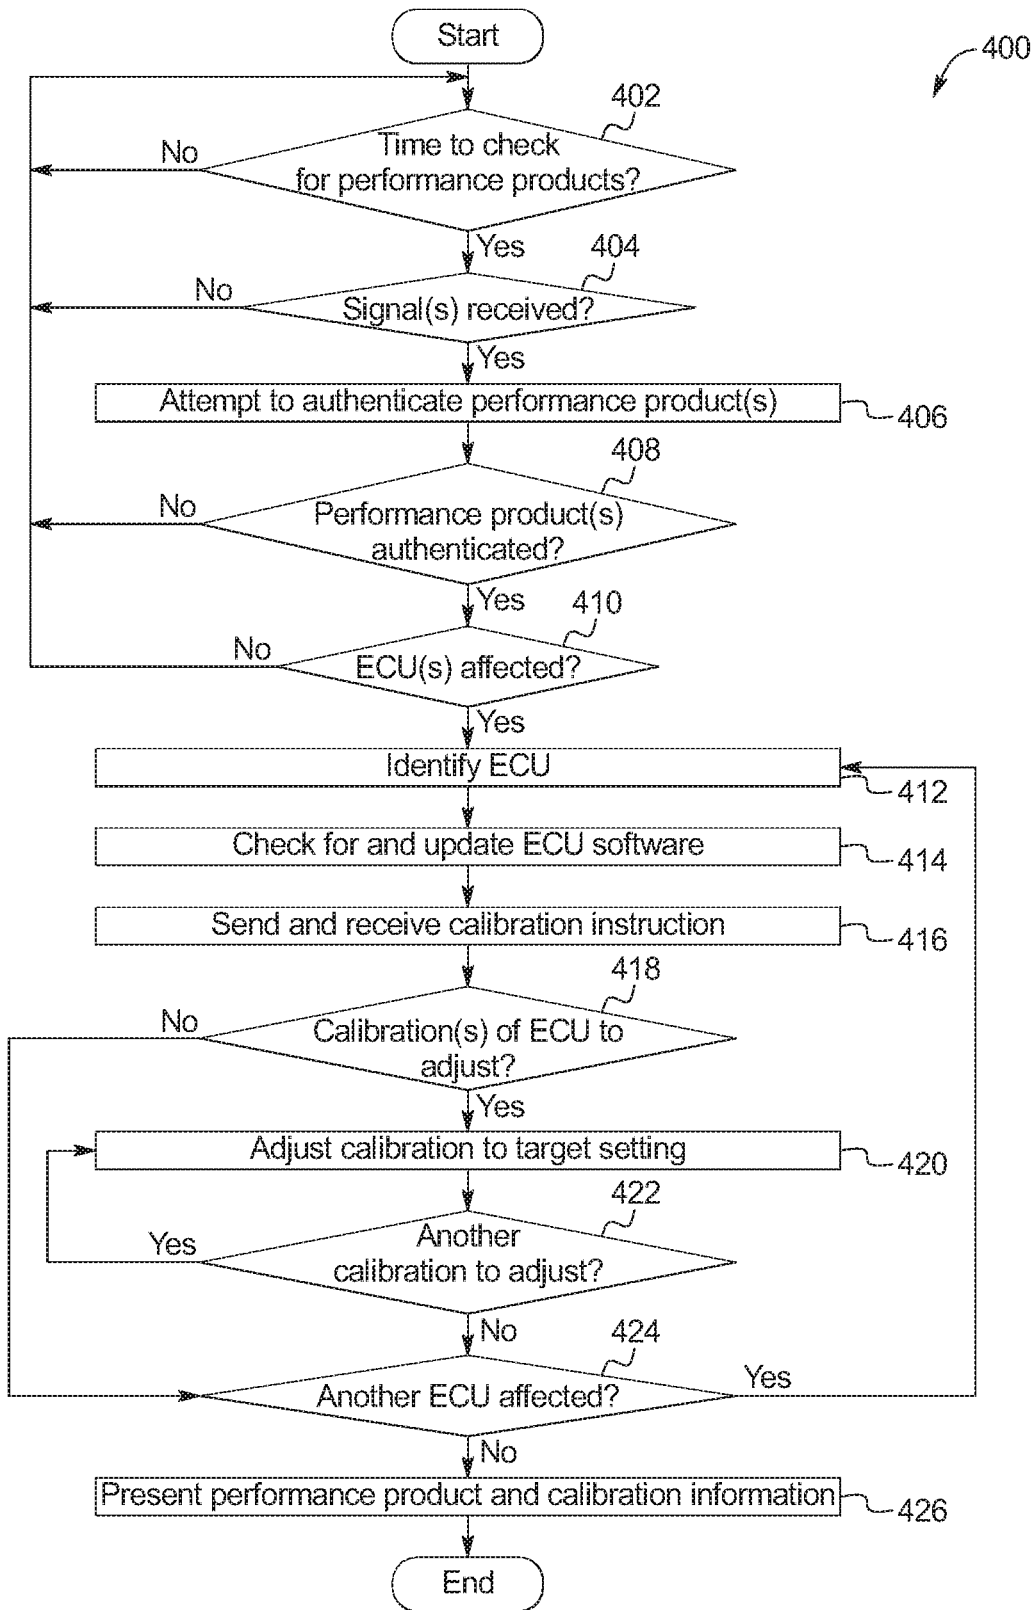 Start
400
402
Time to check
for performance products?
No
Yes
404
No
Signal(s) received?
Yes
Attempt to authenticate performance product(s)
406
408
No
Performance product(s)
authenticated?
Yes
410
No
ECU(s) affected?
Yes
Identify ECU
412
Check for and update ECU software
414
Send and receive calibration instruction
416
418
No
Calibration(s) of ECU to
adjust?
Yes
Adjust calibration to target setting
420
422
Yes
Another
calibration to adjust?
No
424
Another ECU affected?
Yes
No
Present performance product and calibration information
426
End